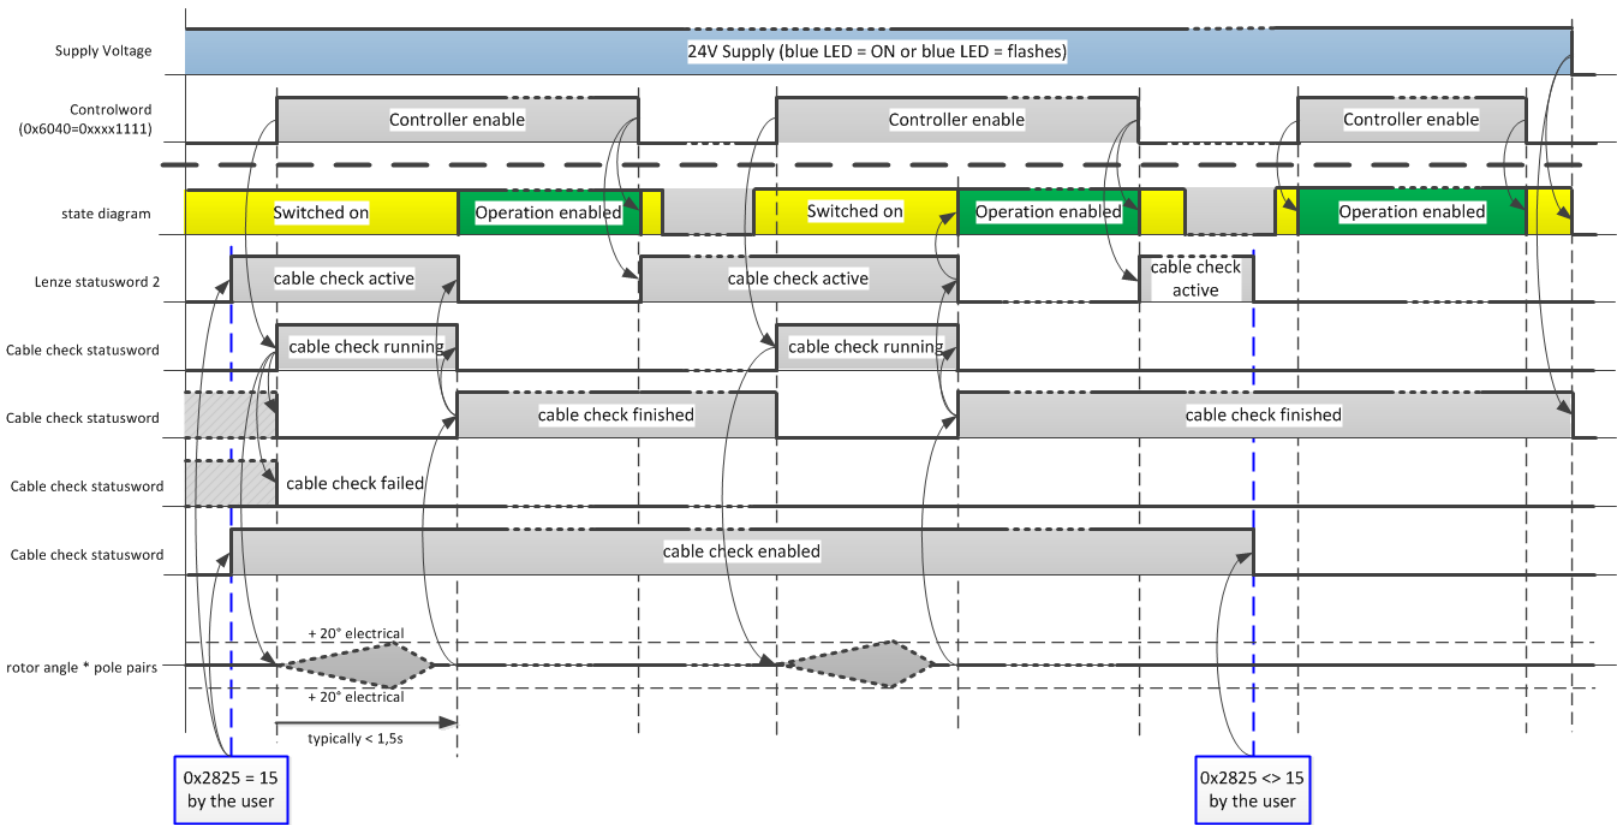 Supply Voltage
24V Supply (blue LED = ON or blue LED = flashes)
Controlword
(0x6040=0xxxx1111)
Controller enable
Controller enable
Controller enable
state diagram
Switched on
Operation enabled
Switched on
Operation enabled
Operation enabled
Lenze statusword 2
cable check active
cable check active
cable check
active
Cable check statusword
cable check running
cable check running
Cable check statusword
cable check finished
cable check finished
Cable check statusword
cable check failed
Cable check statusword
cable check enabled
+ 20° electrical
rotor angle * pole pairs
+ 20° electrical
typically < 1,5s
0x2825 = 15
by the user
0x2825 <> 15
by the user